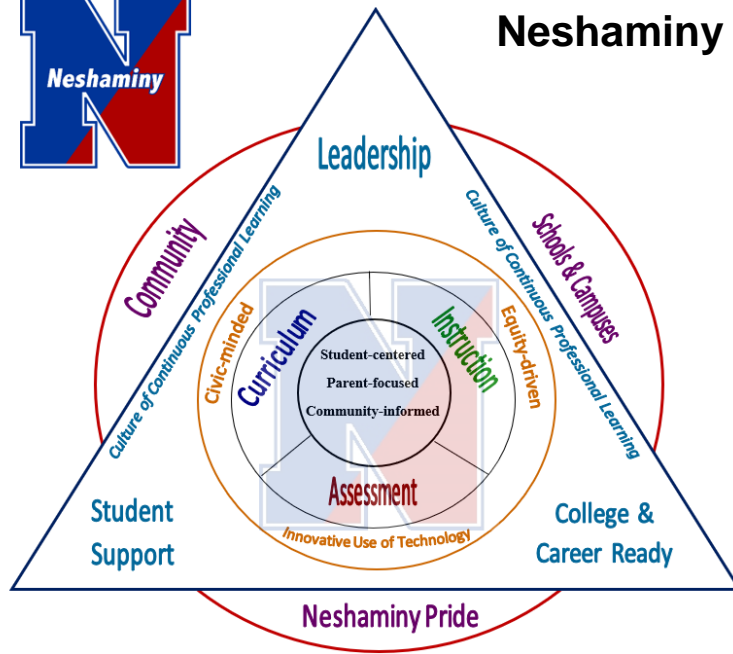 Neshaminy
Neshaminy
Leadership
Community
Culture of Continuous Professional Learning
Culture of Continuous Professional Learning
Schools & Campuses
Civic-minded
Curriculum
Instruction
Equity-driven
Student-centered
Parent-focused
Community-informed
Assessment
Innovative Use of Technology
Student
Support
College &
Career Ready
Neshaminy Pride